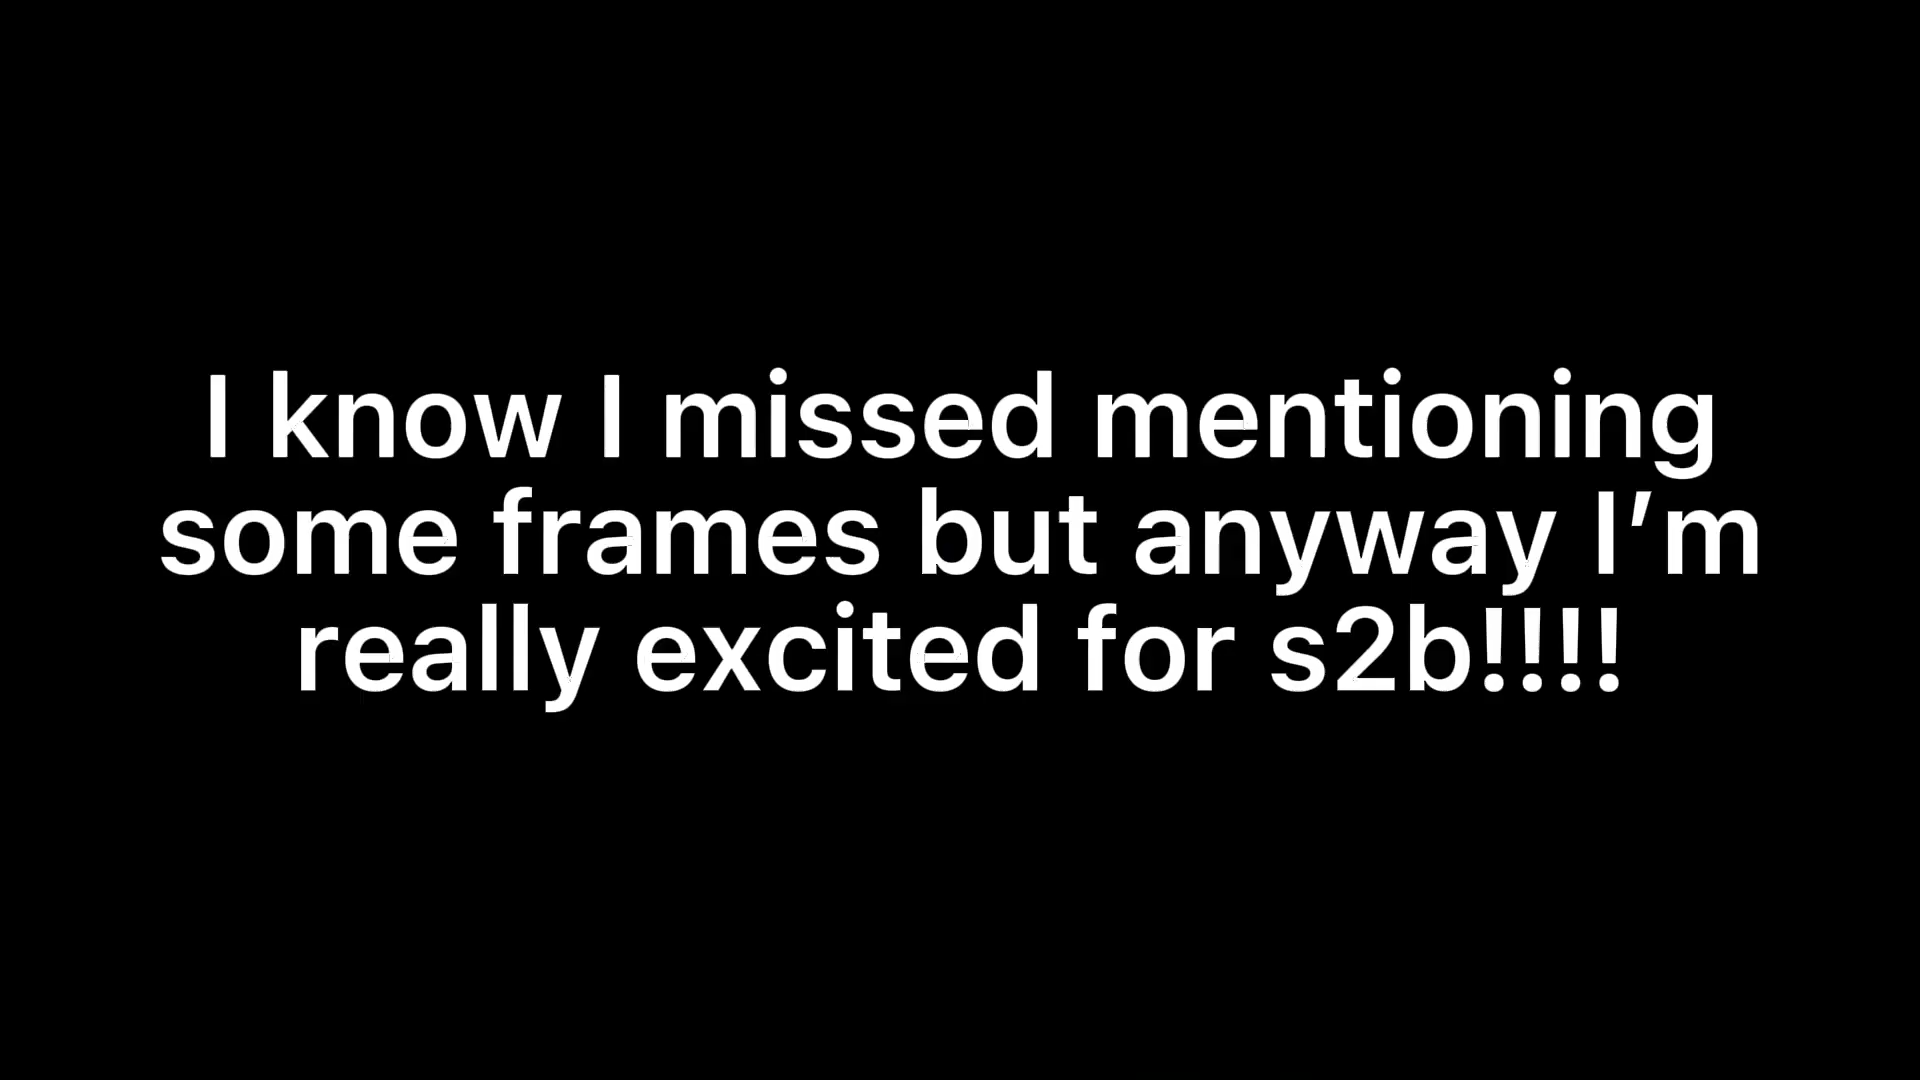 I know I missed mentioning
some frames but anyway I’m
really excited for s2b!!!!